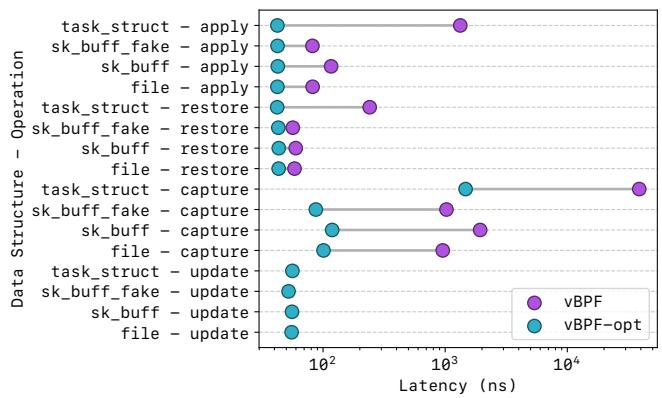 Data Structure − Operation
task_struct − apply
sk_buff_fake − apply
sk_buff − apply
file − apply
task_struct − restore
sk_buff_fake − restore
sk_buff − restore
file − restore
task_struct − capture
sk_buff_fake − capture
sk_buff − capture
file − capture
task_struct − update
sk_buff_fake − update
sk_buff − update
file − update
vBPF
vBPF−opt
10² 10³ 10⁴
Latency (ns)